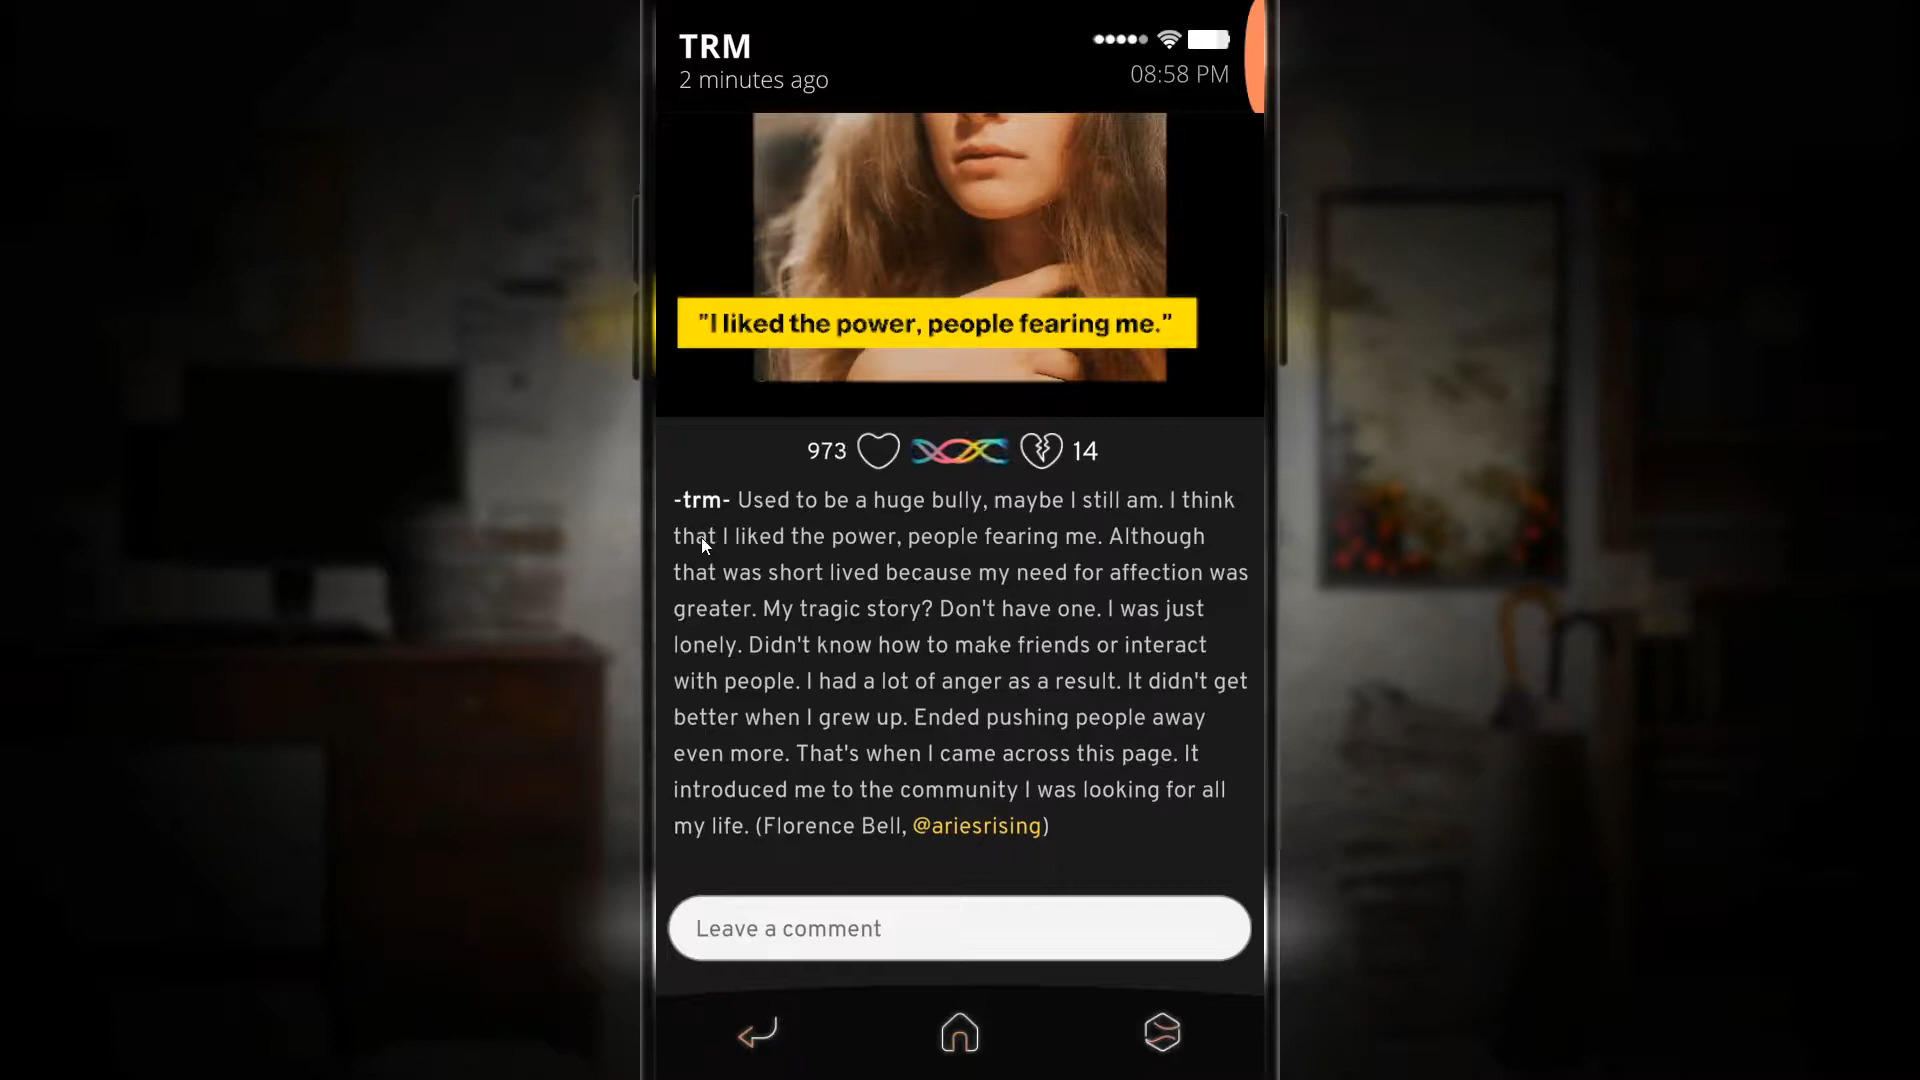 TRM
2 minutes ago
08:58 PM
"I liked the power, people fearing me."
973
14
-trm- Used to be a huge bully, maybe I still am. I think
that I liked the power, people fearing me. Although
that was short lived because my need for affection was
greater. My tragic story? Don't have one. I was just
lonely. Didn't know how to make friends or interact
with people. I had a lot of anger as a result. It didn't get
better when I grew up. Ended pushing people away
even more. That's when I came across this page. It
introduced me to the community I was looking for all
my life. (Florence Bell, @ariesrising)
Leave a comment